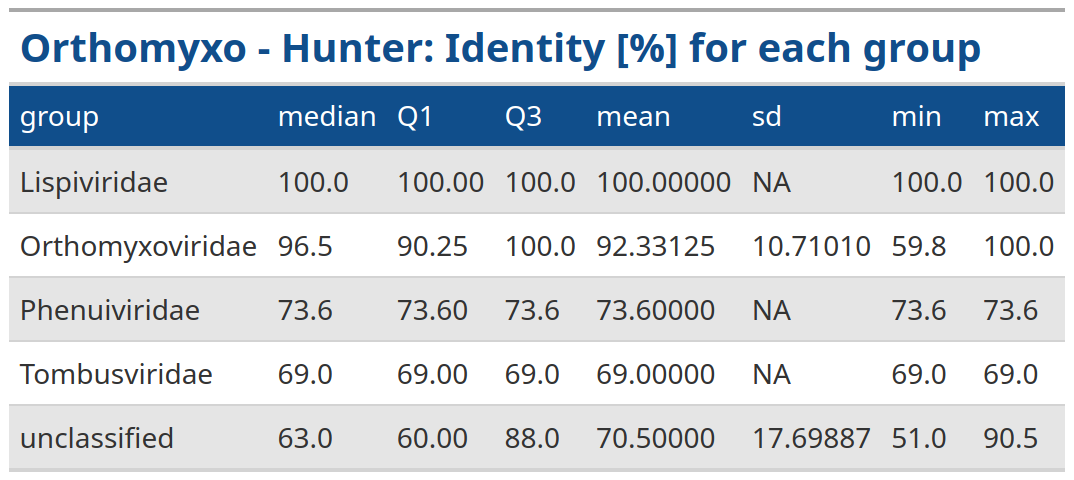 Orthomyxo - Hunter: Identity [%] for each group
group median Q1 Q3 mean sd min max
Lispiviridae 100.0 100.00 100.0 100.00000 NA 100.0 100.0
Orthomyxoviridae 96.5 90.25 100.0 92.33125 10.71010 59.8 100.0
Phenuiviridae 73.6 73.60 73.6 73.60000 NA 73.6 73.6
Tombusviridae 69.0 69.00 69.0 69.00000 NA 69.0 69.0
unclassified 63.0 60.00 88.0 70.50000 17.69887 51.0 90.5